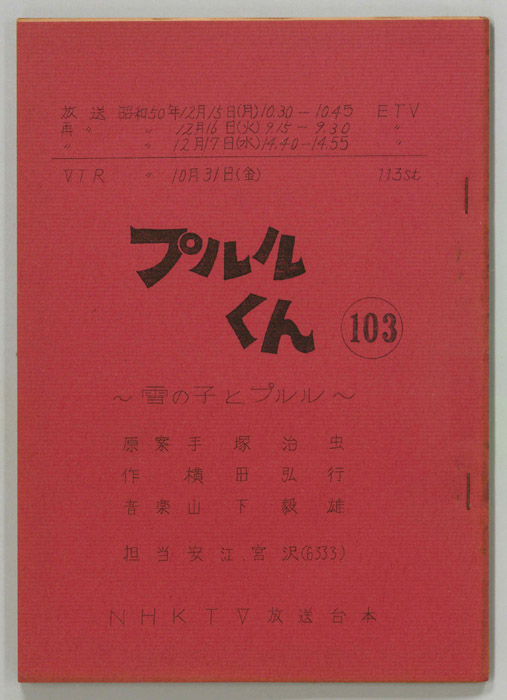 放送 昭和50年12月15日(月)10.30－10.45 ETV
再〃 〃 12月16日(火)9.15－9.30 〃
〃 〃 12月17日(水)14.40－14.55 〃
VTR 〃 10月31日(金) 113st
プルル
くん 103
～雪の子とプルル～
原案 手塚治虫
作 横田弘行
音楽 山下毅雄
担当 安江 宮沢(6333)
NHKTV放送台本